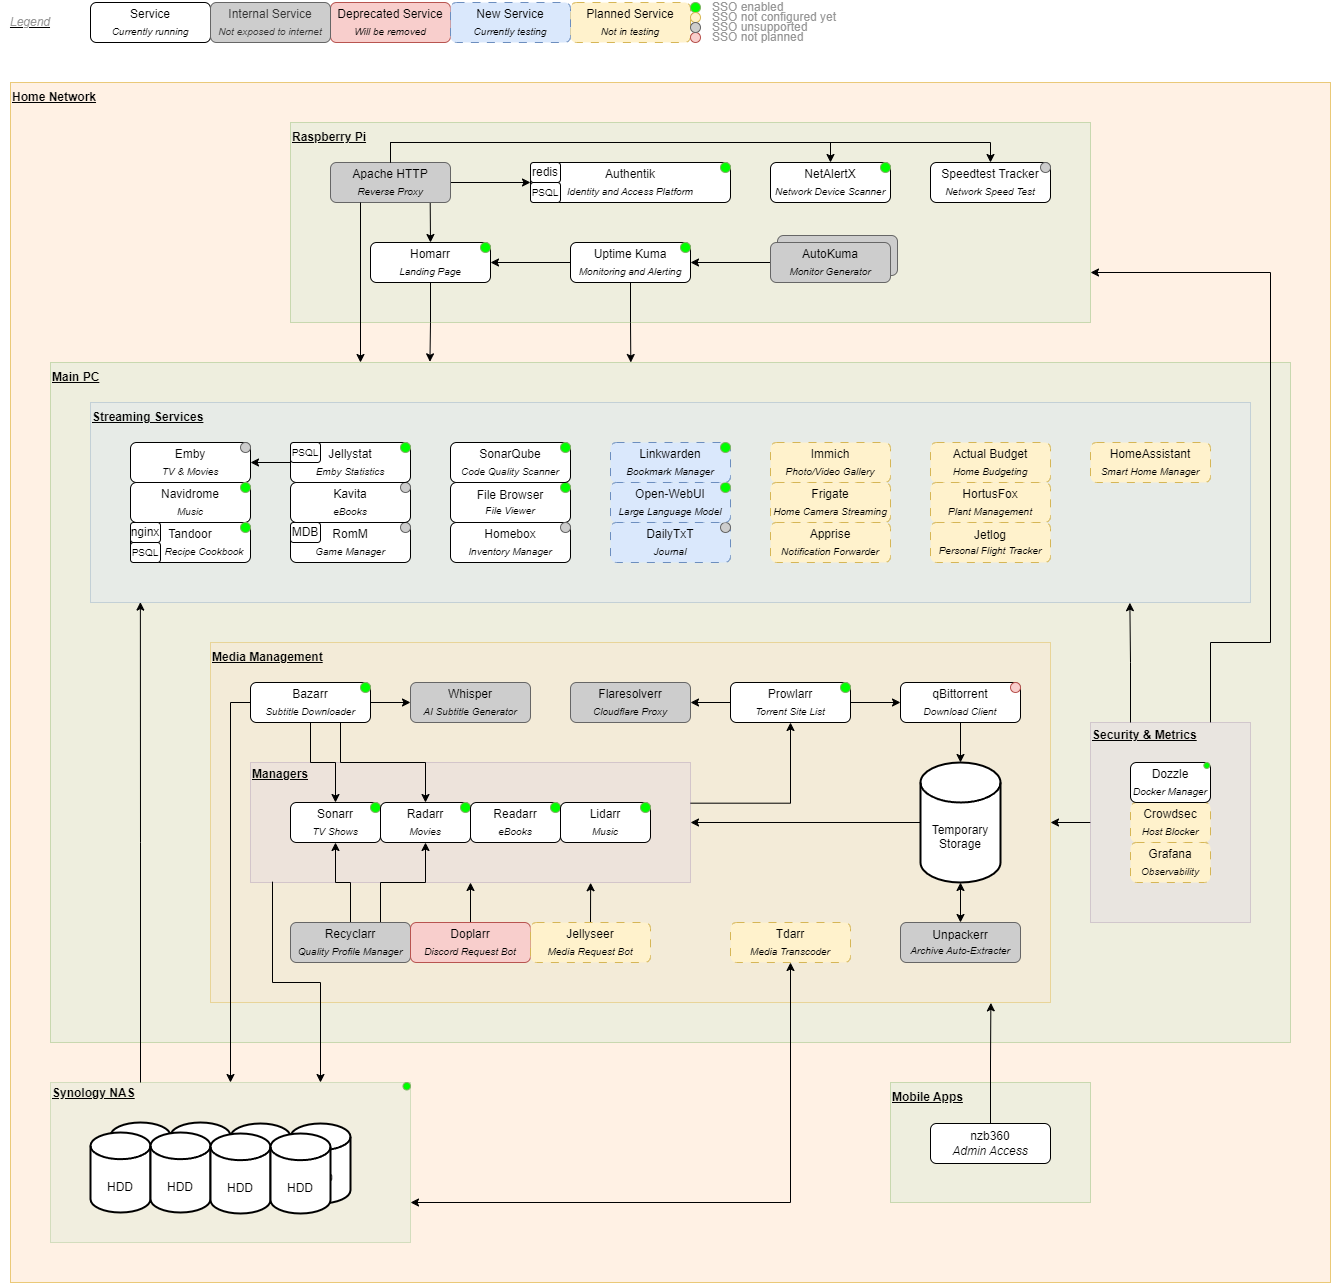 Legend
Service
Currently running
Internal Service
Not exposed to internet
Deprecated Service
Will be removed
New Service
Currently testing
Planned Service
Not in testing
SSO enabled
SSO not configured yet
SSO unsupported
SSO not planned
Home Network
Raspberry Pi
Apache HTTP
Reverse Proxy
redis
PSQL
Authentik
Identity and Access Platform
NetAlertX
Network Device Scanner
Speedtest Tracker
Network Speed Test
Homarr
Landing Page
Uptime Kuma
Monitoring and Alerting
AutoKuma
Monitor Generator
Main PC
Streaming Services
Emby
TV & Movies
Navidrome
Music
nginx
PSQL
Tandoor
Recipe Cookbook
PSQL
Jellystat
Emby Statistics
Kavita
eBooks
MDB
RomM
Game Manager
SonarQube
Code Quality Scanner
File Browser
File Viewer
Homebox
Inventory Manager
Linkwarden
Bookmark Manager
Open-WebUI
Large Language Model
DailyTxT
Journal
Immich
Photo/Video Gallery
Frigate
Home Camera Streaming
Apprise
Notification Forwarder
Actual Budget
Home Budgeting
HortusFox
Plant Management
Jetlog
Personal Flight Tracker
HomeAssistant
Smart Home Manager
Media Management
Bazarr
Subtitle Downloader
Whisper
AI Subtitle Generator
Flaresolverr
Cloudflare Proxy
Prowlarr
Torrent Site List
qBittorrent
Download Client
Managers
Sonarr
TV Shows
Radarr
Movies
Readarr
eBooks
Lidarr
Music
Temporary
Storage
Recyclarr
Quality Profile Manager
Doplarr
Discord Request Bot
Jellyseer
Media Request Bot
Tdarr
Media Transcoder
Unpackerr
Archive Auto-Extracter
Security & Metrics
Dozzle
Docker Manager
Crowdsec
Host Blocker
Grafana
Observability
Synology NAS
HDD
HDD
HDD
HDD
Mobile Apps
nzb360
Admin Access